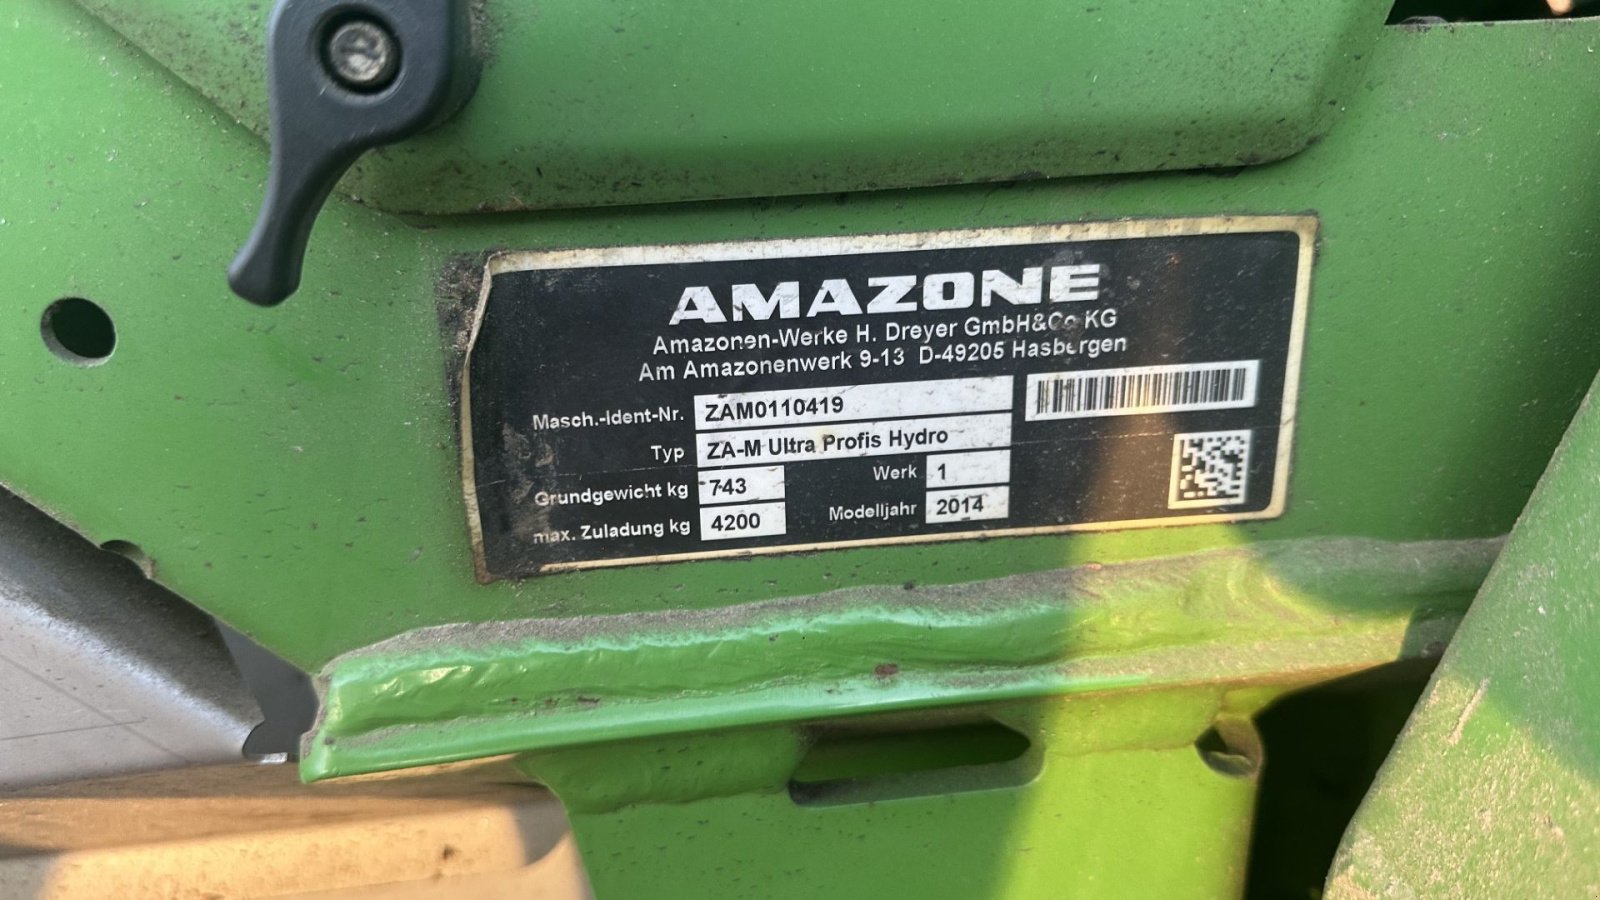 AMAZONE
Amazonen-Werke H. Dreyer GmbH&Co KG
Am Amazonenwerk 9-13 D-49205 Hasbergen
Masch.-Ident-Nr. ZAM0110419
Typ ZA-M Ultra Profis Hydro
Grundgewicht kg 743 Werk 1
max. Zuladung kg 4200 Modelljahr 2014